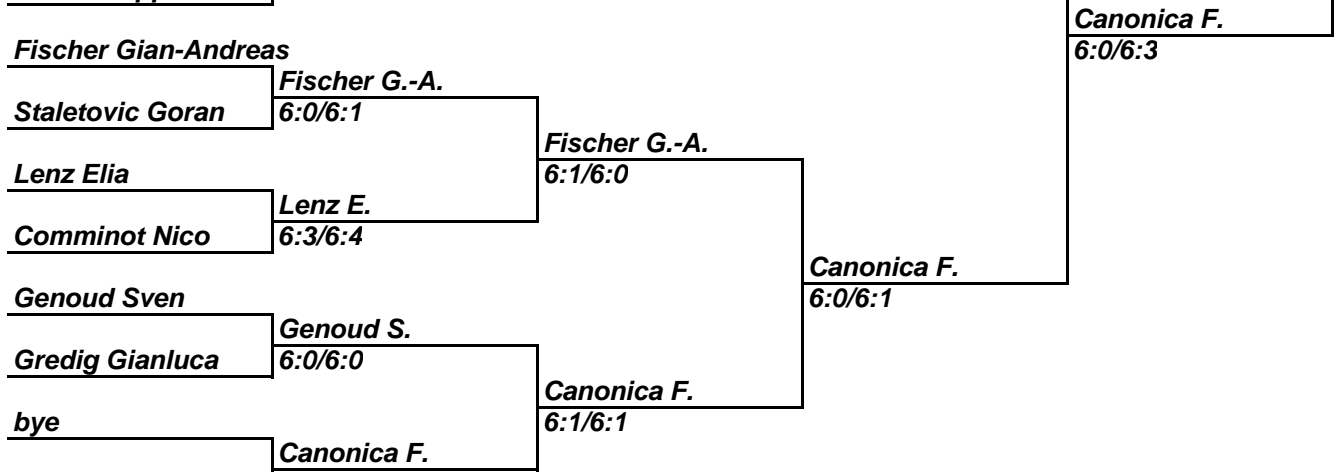 Canonica F.
6:0/6:3
Fischer Gian-Andreas
Fischer G.-A.
Staletovic Goran
6:0/6:1
Fischer G.-A.
6:1/6:0
Lenz Elia
Lenz E.
Comminot Nico
6:3/6:4
Canonica F.
6:0/6:1
Genoud Sven
Genoud S.
Gredig Gianluca
6:0/6:0
Canonica F.
6:1/6:1
bye
Canonica F.